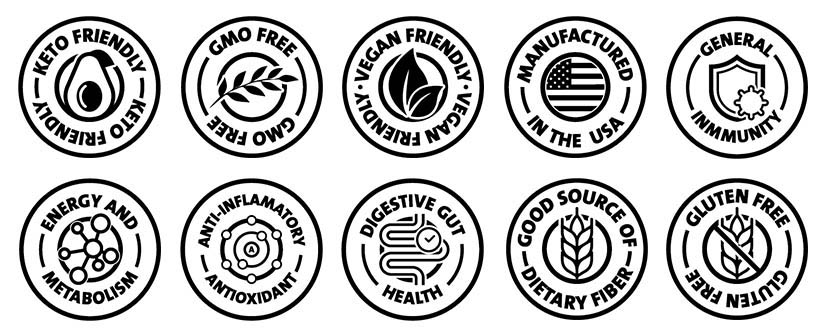 KETO FRIENDLY — KETO FRIENDLY —
GMO FREE
GMO FREE
VEGAN FRIENDLY · VEGAN FRIENDLY ·
MANUFACTURED
IN THE USA
GENERAL
INMMUNITY
ENERGY AND
METABOLISM
ANTI-INFLAMATORY
A
ANTIOXIDANT
DIGESTIVE GUT
HEALTH
GOOD SOURCE OF
DIETARY FIBER
GLUTEN FREE
GLUTEN FREE